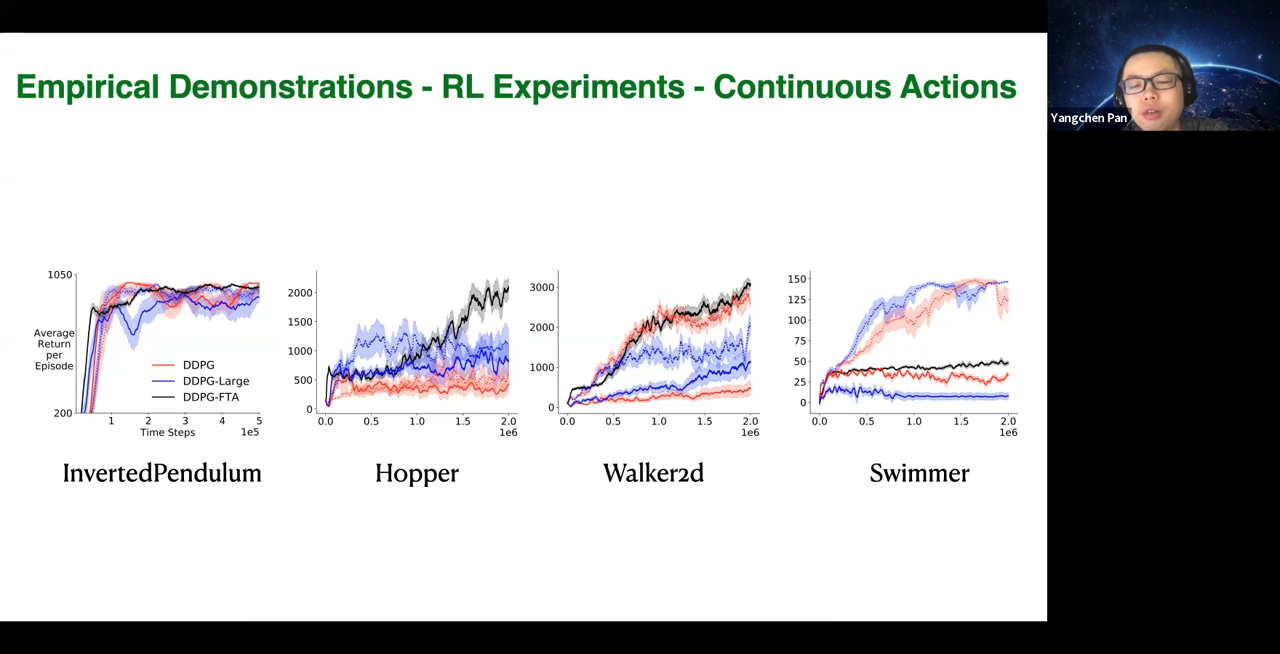 Empirical Demonstrations - RL Experiments - Continuous Actions
Yangchen Pan
1050
Average
Return
per
Episode
200
DDPG
DDPG-Large
DDPG-FTA
1 2 3 4 5
Time Steps 1e5
InvertedPendulum
2000
1500
1000
500
0
0.0 0.5 1.0 1.5 2.0
1e6
Hopper
3000
2000
1000
0
0.0 0.5 1.0 1.5 2.0
1e6
Walker2d
150
125
100
75
50
25
0
0.0 0.5 1.0 1.5 2.0
1e6
Swimmer